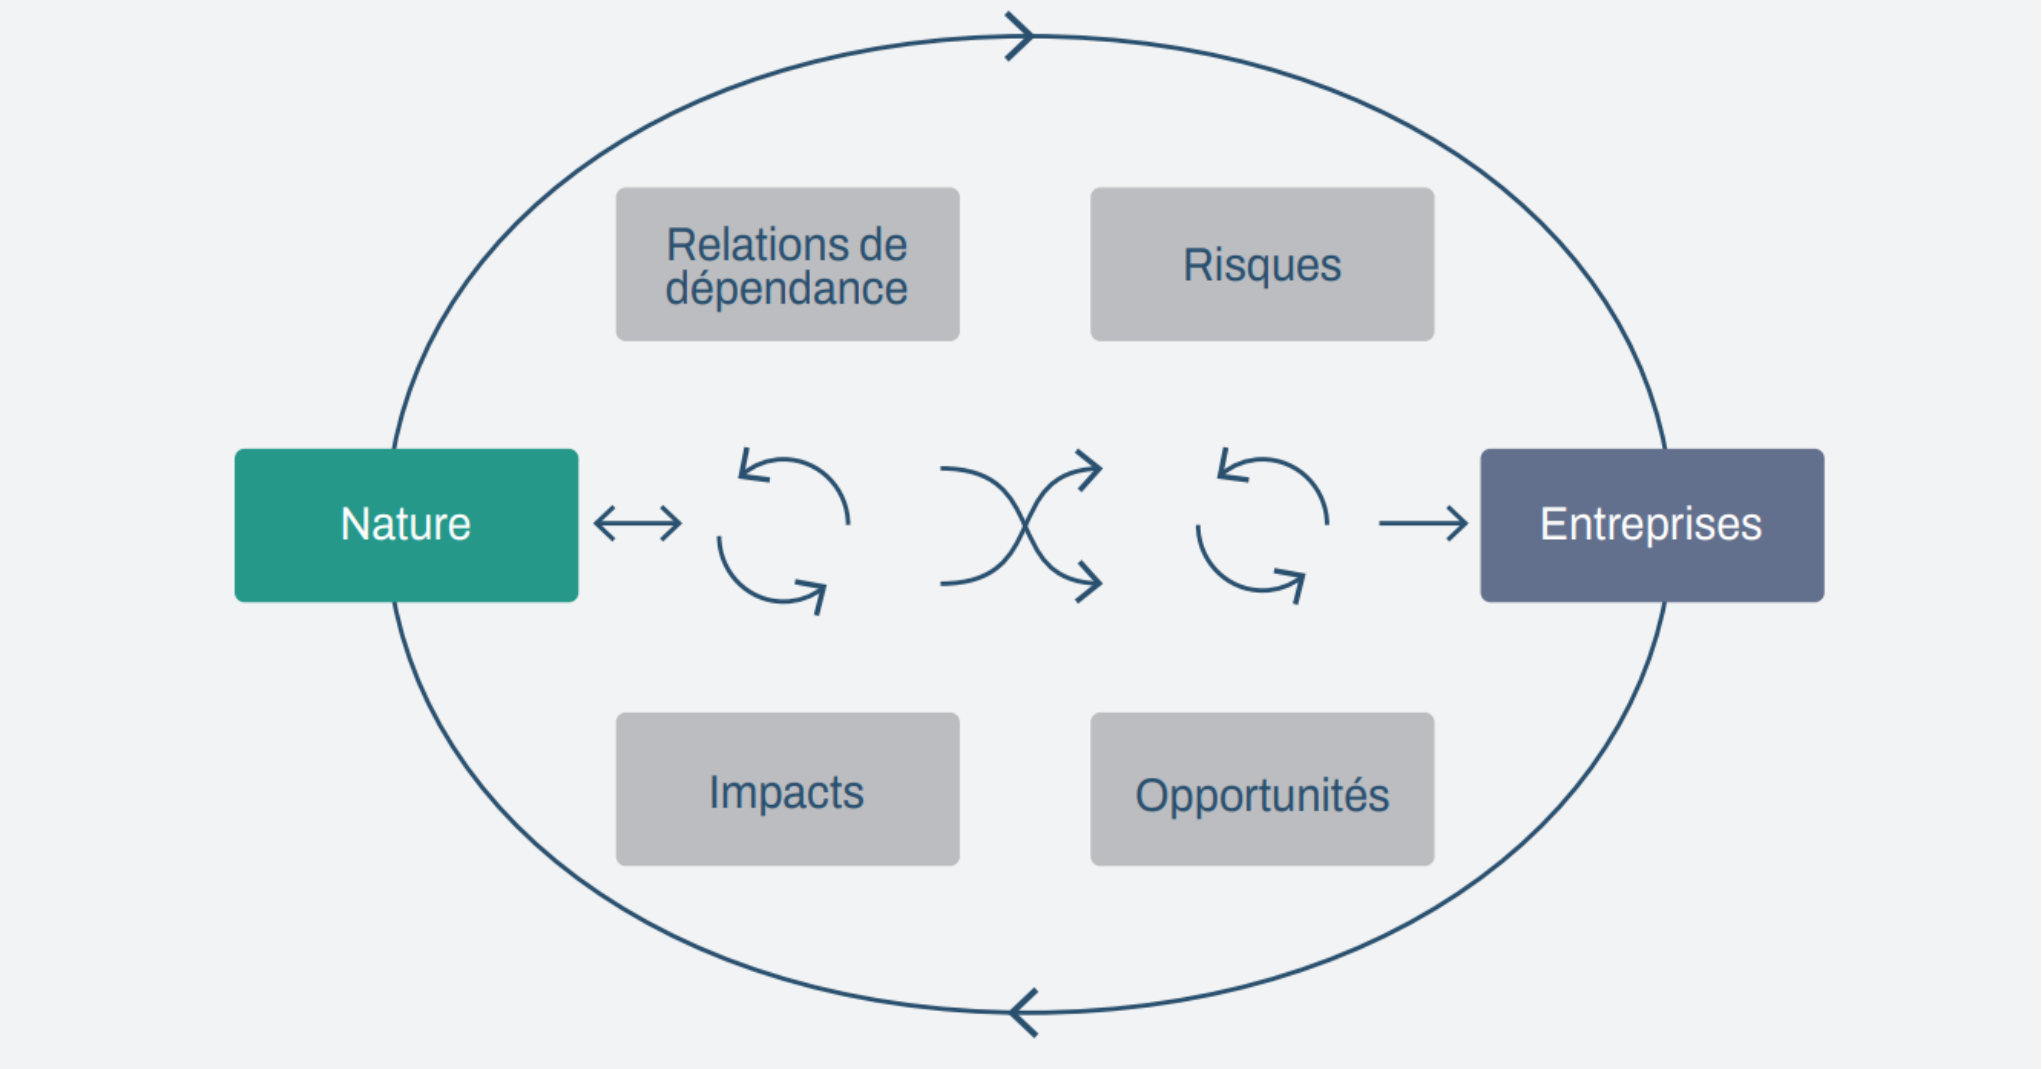 Relations de
dépendance
Risques
Nature
Entreprises
Impacts
Opportunités